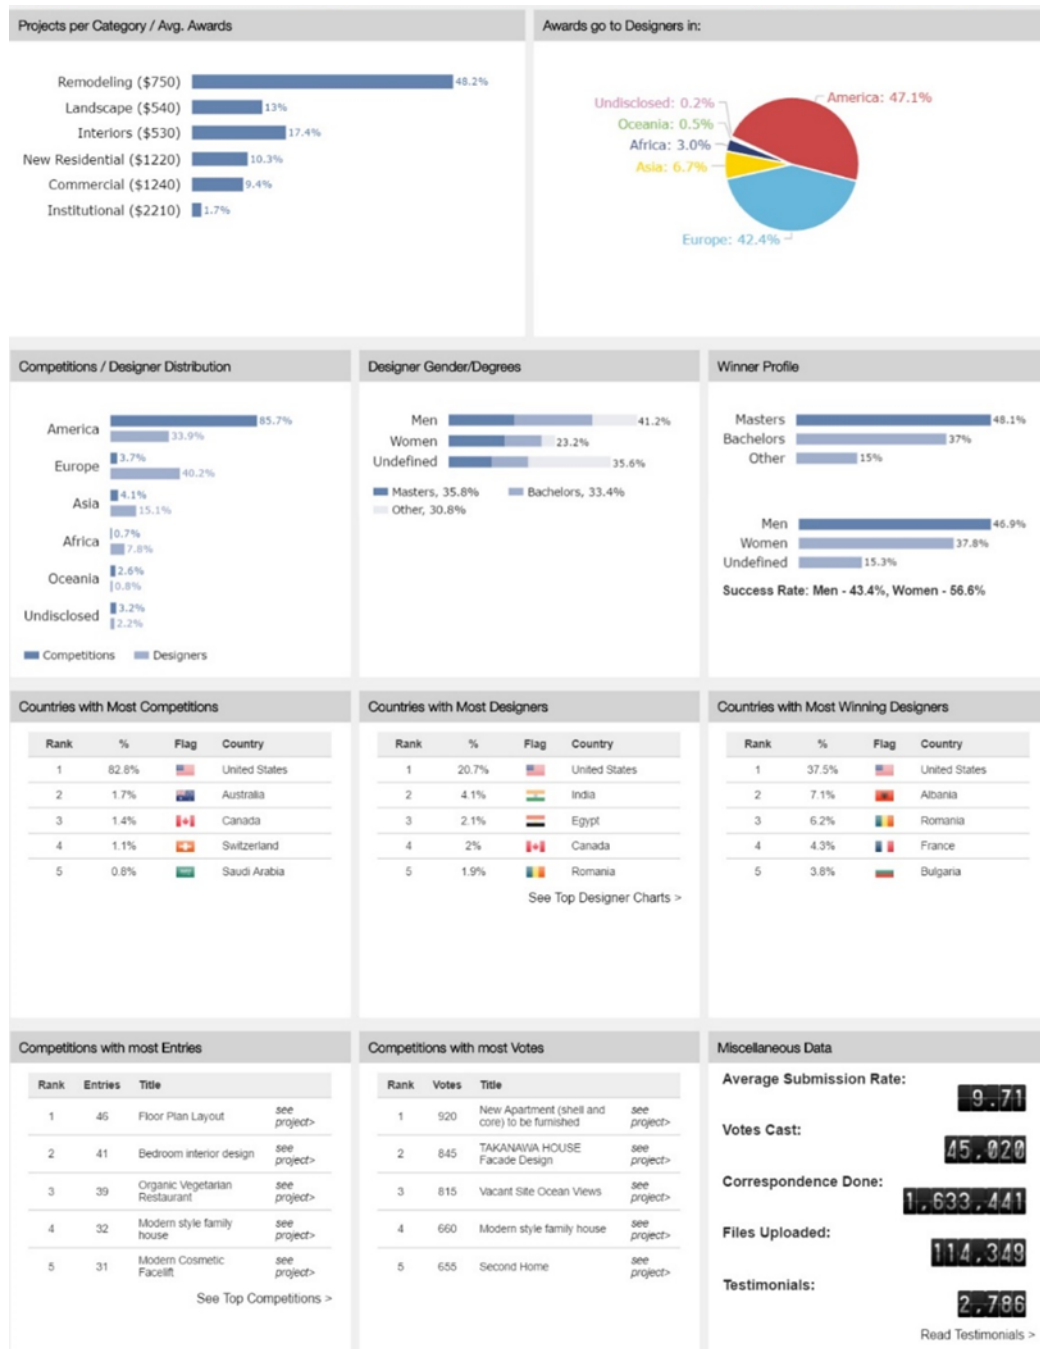 Projects per Category / Avg. Awards
Remodeling ($750) 48.2%
Landscape ($540) 13%
Interiors ($530) 17.4%
New Residential ($1220) 10.3%
Commercial ($1240) 9.4%
Institutional ($2210) 1.7%
Awards go to Designers in:
America: 47.1%
Undisclosed: 0.2%
Oceania: 0.5%
Africa: 3.0%
Asia: 6.7%
Europe: 42.4%
Competitions / Designer Distribution
America 85.7%
33.9%
Europe 3.7%
40.2%
Asia 4.1%
15.1%
Africa 0.7%
7.8%
Oceania 2.6%
0.8%
Undisclosed 3.2%
2.2%
Competitions Designers
Designer Gender/Degrees
Men 41.2%
Women 23.2%
Undefined 35.6%
Masters, 35.8% Bachelors, 33.4%
Other, 30.8%
Winner Profile
Masters 48.1%
Bachelors 37%
Other 15%
Men 46.9%
Women 37.8%
Undefined 15.3%
Success Rate: Men - 43.4%, Women - 56.6%
Countries with Most Competitions
Rank % Flag Country
1 82.8% United States
2 1.7% Australia
3 1.4% Canada
4 1.1% Switzerland
5 0.8% Saudi Arabia
Countries with Most Designers
Rank % Flag Country
1 20.7% United States
2 4.1% India
3 2.1% Egypt
4 2% Canada
5 1.9% Romania
See Top Designer Charts >
Countries with Most Winning Designers
Rank % Flag Country
1 37.5% United States
2 7.1% Albania
3 6.2% Romania
4 4.3% France
5 3.8% Bulgaria
Competitions with most Entries
Rank Entries Title
1 46 Floor Plan Layout see
project>
2 41 Bedroom interior design see
project>
3 39 Organic Vegetarian see
Restaurant project>
4 32 Modern style family see
house project>
5 31 Modern Cosmetic see
Facelift project>
See Top Competitions >
Competitions with most Votes
Rank Votes Title
1 920 New Apartment (shell and see
core) to be furnished project>
2 845 TAKANAWA HOUSE see
Facade Design project>
3 815 Vacant Site Ocean Views see
project>
4 660 Modern style family house see
project>
5 655 Second Home see
project>
Miscellaneous Data
Average Submission Rate:
9.71
Votes Cast:
45,020
Correspondence Done:
1,633,441
Files Uploaded:
114,349
Testimonials:
2,786
Read Testimonials >